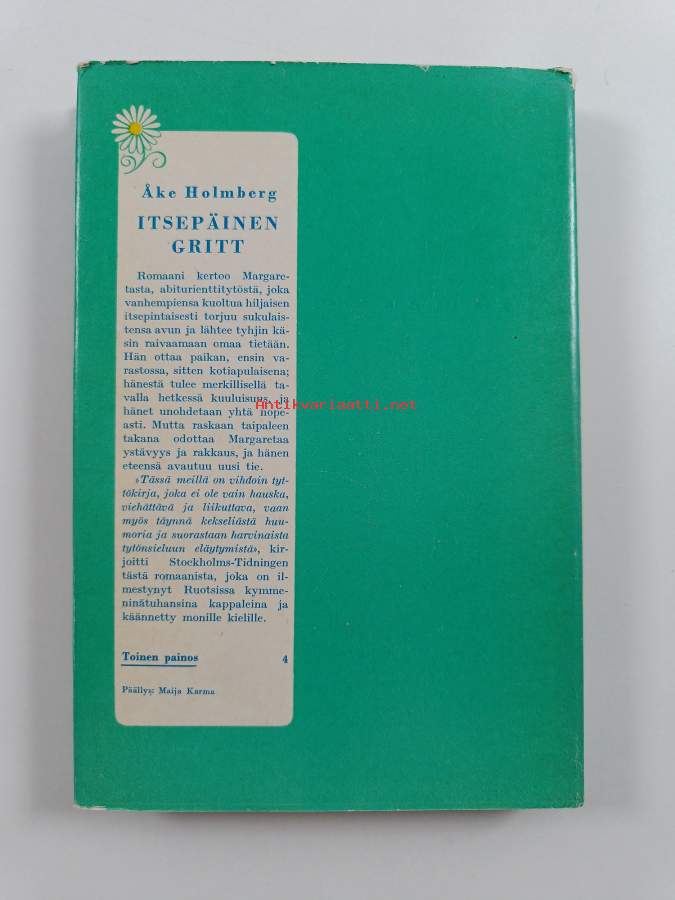 Åke Holmberg
ITSEPÄINEN
GRITT
Romaani kertoo Margare-
tasta, abiturienttitytöstä, joka
vanhempiensa kuoltua hiljaisen
itsepintaisesti torjuu sukulais-
tensa avun ja lähtee tyhjin kä-
sin raivaamaan omaa tietään.
Hän ottaa paikan, ensin va-
rastossa, sitten kotiapulaisena;
hänestä tulee merkillisellä ta-
valla hetkessä kuuluisuus, ja
Antikvariaatti.net
hänet unohdetaan yhtä nope-
asti. Mutta raskaan taipaleen
takana odottaa Margaretaa
ystävyys ja rakkaus, ja hänen
eteensä avautuu uusi tie.
»Tässä meillä on vihdoin tyt-
tökirja, joka ei ole vain hauska,
viehättävä ja liikuttava, vaan
myös täynnä kekseliästä huu-
moria ja suorastaan harvinaista
tytönsieluun eläytymistä», kir-
joitti Stockholms-Tidningen
tästä romaanista, joka on il-
mestynyt Ruotsissa kymme-
ninätuhansina kappaleina ja
käännetty monille kielille.
Toinen painos 4
Päällys: Maija Karma